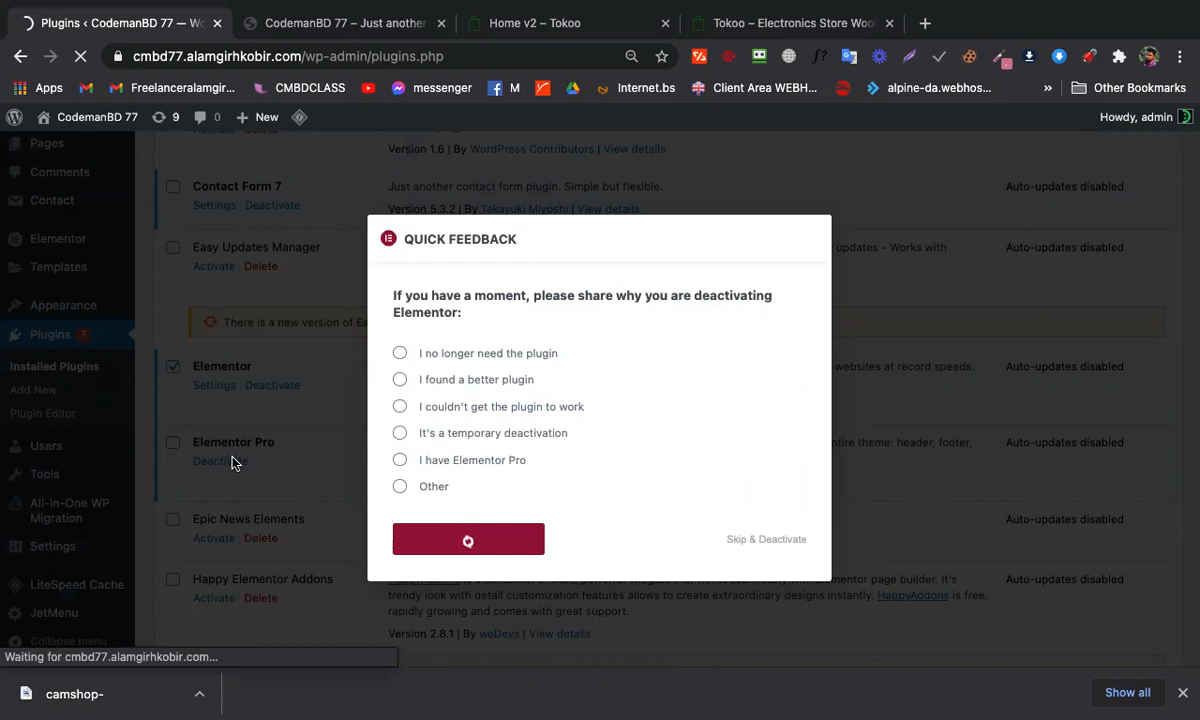 Plugins ‹ CodemanBD 77 — Wo
CodemanBD 77 – Just another
Home v2 – Tokoo
Tokoo – Electronics Store Woo
cmbd77.alamgirhkobir.com/wp-admin/plugins.php
Apps
Freelanceralamgir...
CMBDCLASS
messenger
M
Internet.bs
Client Area WEBH...
alpine-da.webhos...
»
Other Bookmarks
CodemanBD 77
9
0
New
Howdy, admin
Pages
Comments
Contact
Elementor
Templates
Appearance
Plugins 7
Installed Plugins
Add New
Plugin Editor
Users
Tools
All-in-One WP
Migration
Settings
LiteSpeed Cache
JetMenu
Collapse menu
Activate Delete
Version 1.6 | By WordPress Contributors | View details
Contact Form 7
Just another contact form plugin. Simple but flexible.
Auto-updates disabled
Settings | Deactivate
Version 5.3.2 | By Takayuki Miyoshi | View details
Easy Updates Manager
updates - Works with
Auto-updates disabled
Activate | Delete
There is a new version of Ea
Elementor
websites at record speeds.
Auto-updates disabled
Settings | Deactivate
Elementor Pro
entire theme: header, footer,
Auto-updates disabled
Deactivate
Epic News Elements
Auto-updates disabled
Activate | Delete
Happy Elementor Addons
Elementor page builder. It's
Auto-updates disabled
Activate | Delete
trendy look with detail customization features allows to create extraordinary designs instantly. HappyAddons is free,
rapidly growing and comes with great support.
Version 2.8.1 | By weDevs | View details
QUICK FEEDBACK
If you have a moment, please share why you are deactivating
Elementor:
I no longer need the plugin
I found a better plugin
I couldn't get the plugin to work
It's a temporary deactivation
I have Elementor Pro
Other
Skip & Deactivate
Waiting for cmbd77.alamgirhkobir.com...
camshop-
Show all